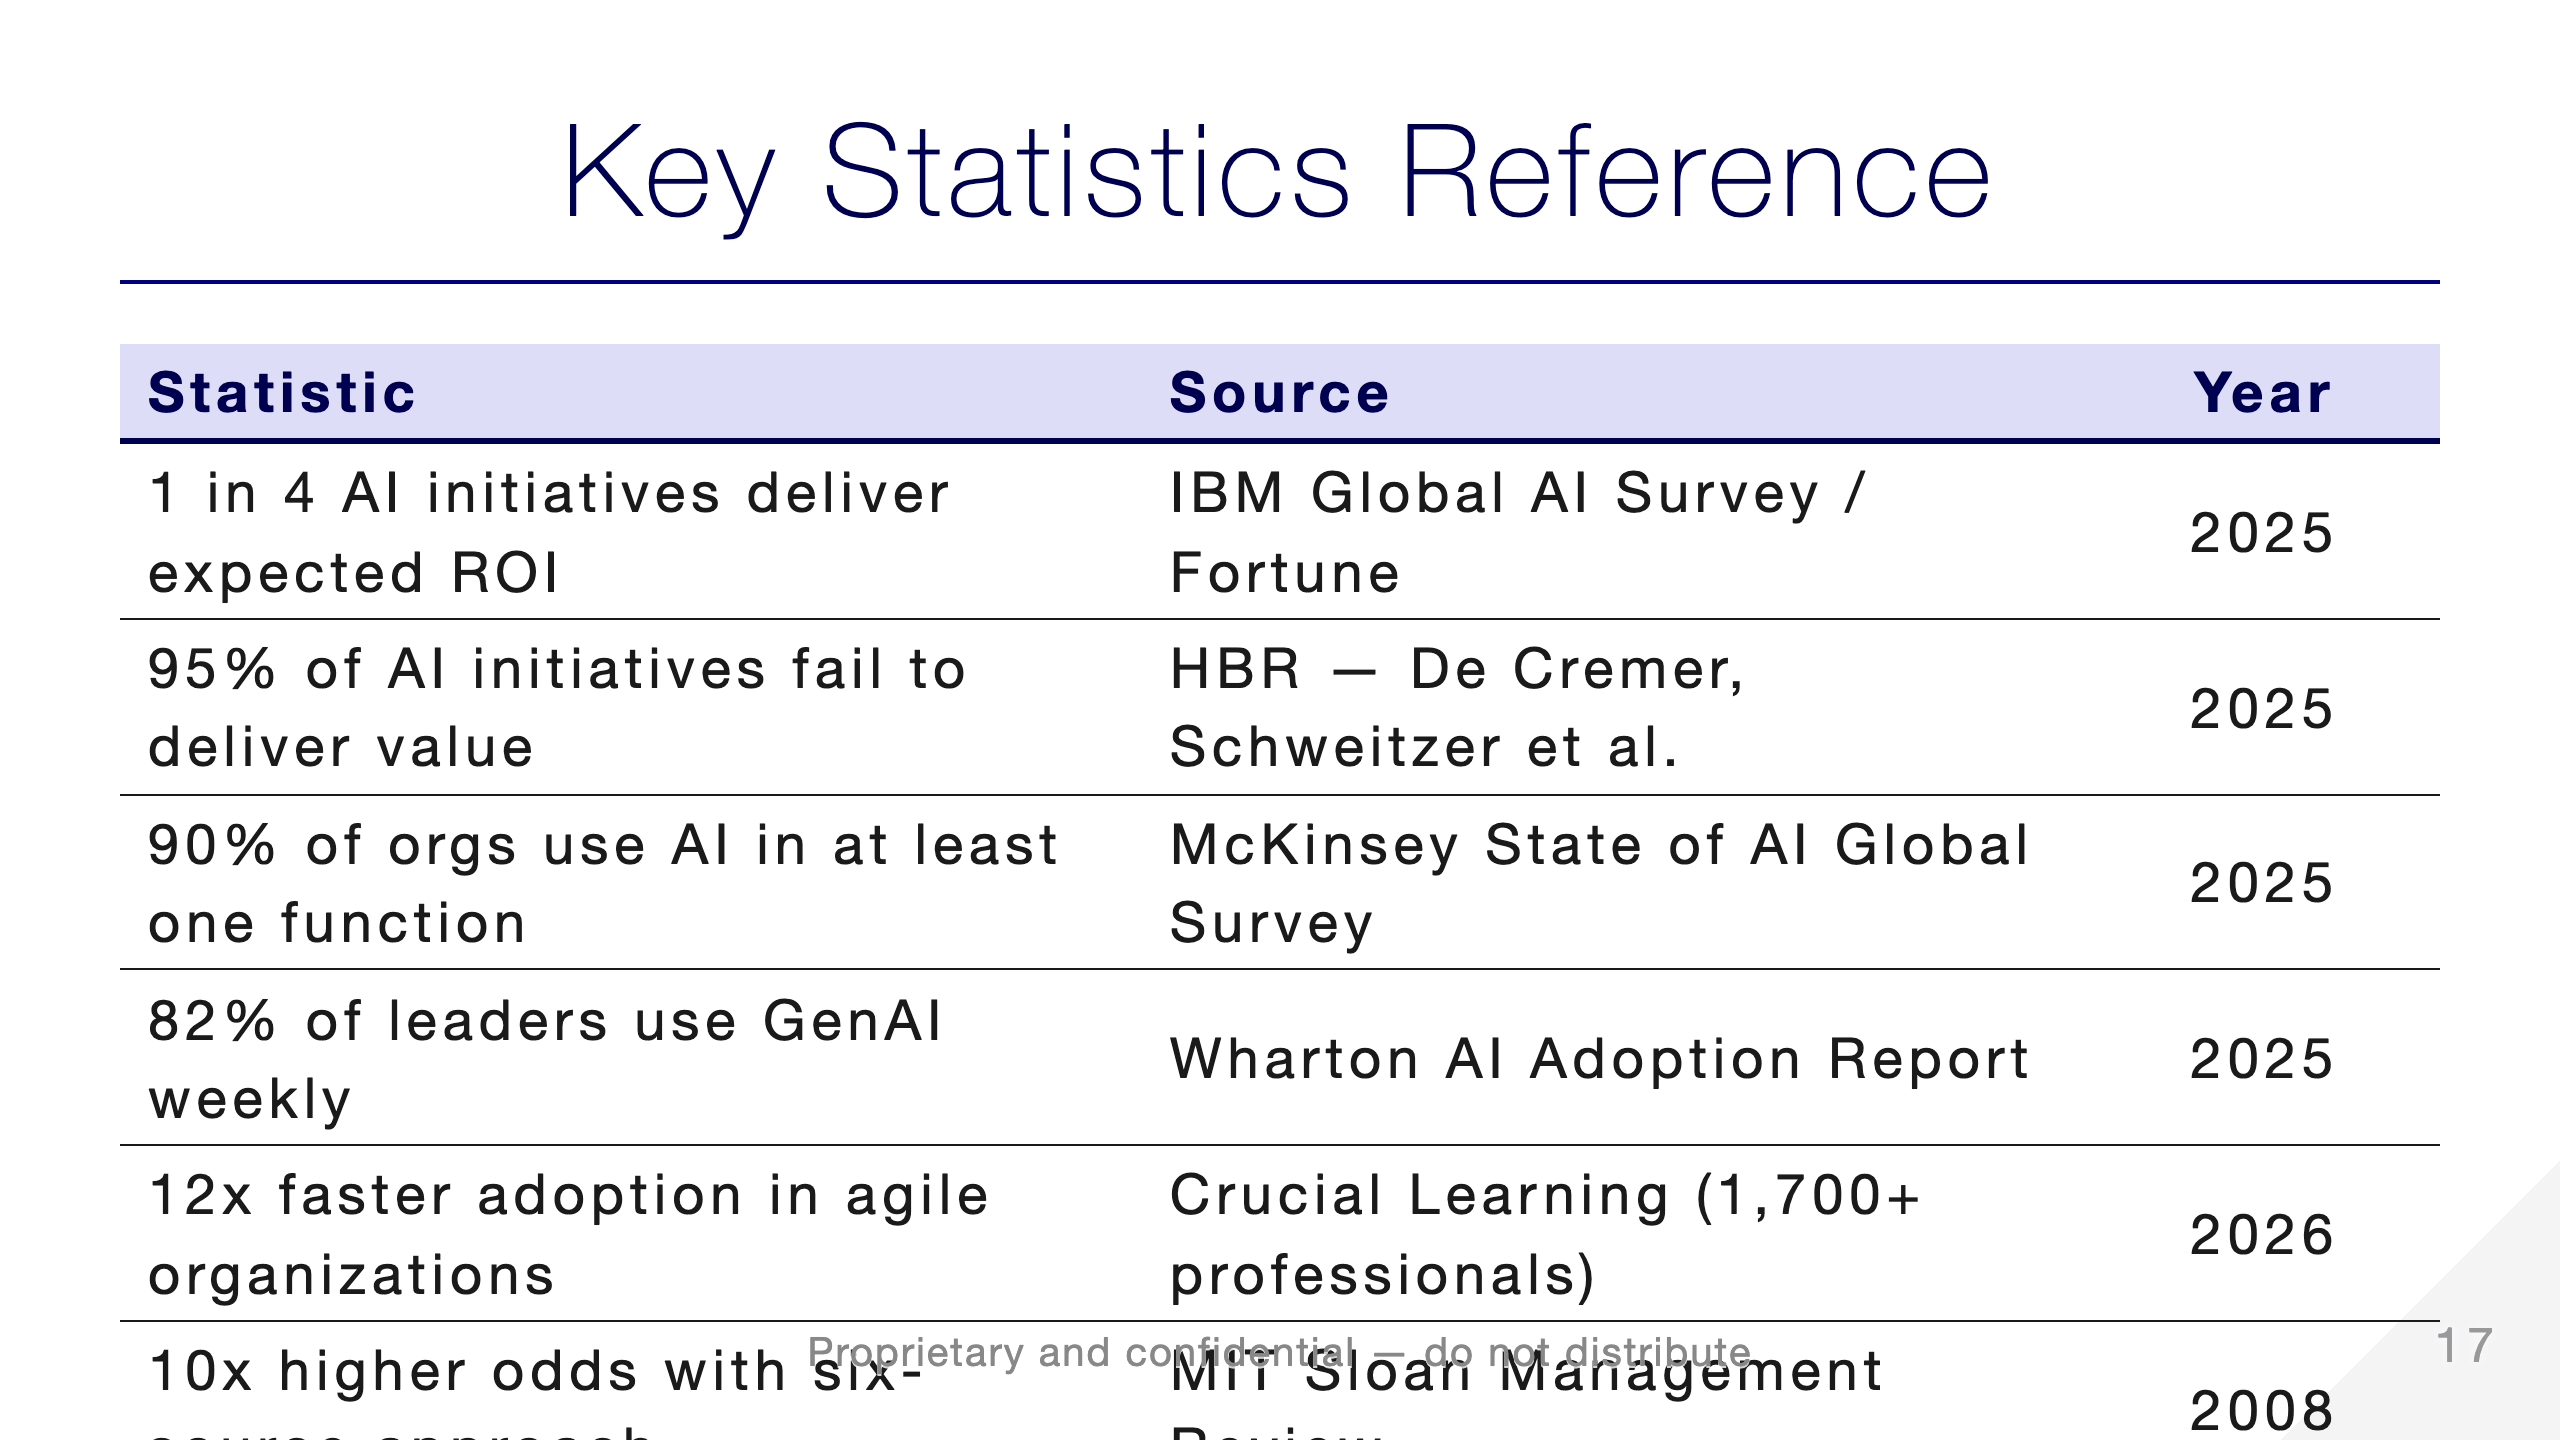 Key Statistics Reference
Statistic Source Year
1 in 4 AI initiatives deliver
expected ROI
IBM Global AI Survey /
Fortune
2025
95% of AI initiatives fail to
deliver value
HBR — De Cremer,
Schweitzer et al.
2025
90% of orgs use AI in at least
one function
McKinsey State of AI Global
Survey
2025
82% of leaders use GenAI
weekly
Wharton AI Adoption Report
2025
12x faster adoption in agile
organizations
Crucial Learning (1,700+
professionals)
2026
10x higher odds with six-
source approach
MIT Sloan Management
Review
2008
Proprietary and confidential — do not distribute
17